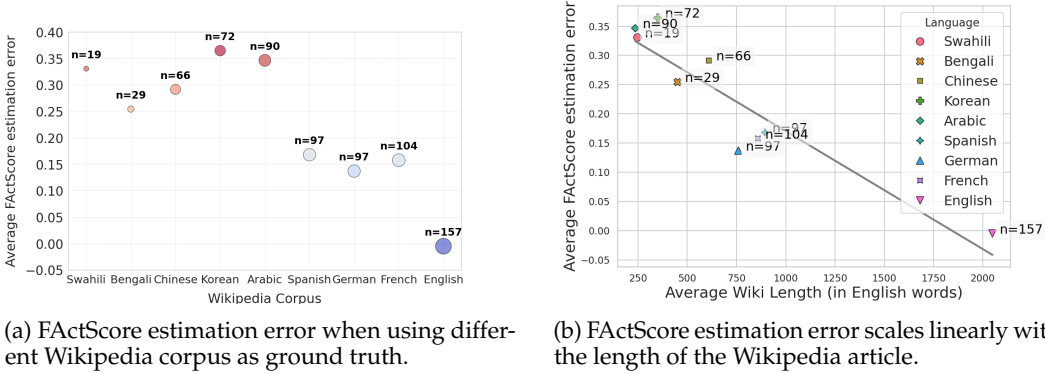 0.40
0.35
0.30
0.25
0.20
0.15
0.10
0.05
0.00
−0.05
Average FActScore estimation error
n=19
n=29
n=66
n=72
n=90
n=97
n=97
n=104
n=157
Swahili Bengali Chinese Korean Arabic Spanish German French English
Wikipedia Corpus
(a) FActScore estimation error when using differ-
ent Wikipedia corpus as ground truth.
0.35
0.30
0.25
0.20
0.15
0.10
0.05
0.00
−0.05
Average FActScore estimation error
n=72
n=90
n=19
n=66
n=29
n=97
n=104
n=97
n=157
Language
Swahili
Bengali
Chinese
Korean
Arabic
Spanish
German
French
English
250 500 750 1000 1250 1500 1750 2000
Average Wiki Length (in English words)
(b) FActScore estimation error scales linearly wit
the length of the Wikipedia article.